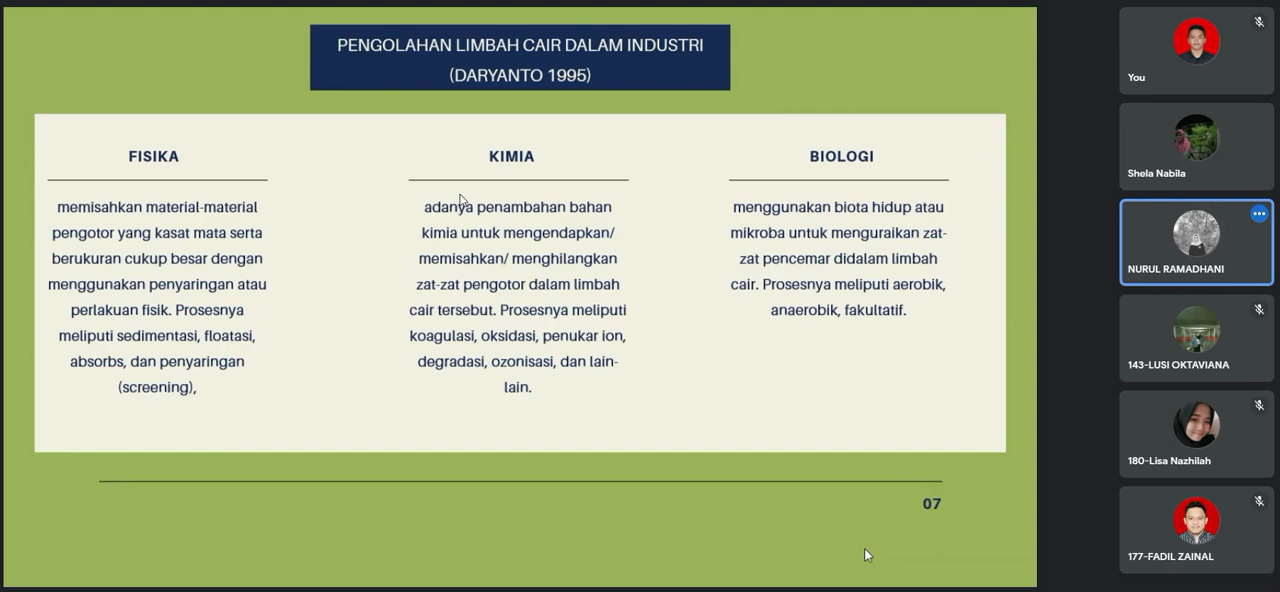 PENGOLAHAN LIMBAH CAIR DALAM INDUSTRI
(DARYANTO 1995)
FISIKA
memisahkan material-material
pengotor yang kasat mata serta
berukuran cukup besar dengan
menggunakan penyaringan atau
perlakuan fisik. Prosesnya
meliputi sedimentasi, floatasi,
absorbs, dan penyaringan
(screening),
KIMIA
adanya penambahan bahan
kimia untuk mengendapkan/
memisahkan/ menghilangkan
zat-zat pengotor dalam limbah
cair tersebut. Prosesnya meliputi
koagulasi, oksidasi, penukar ion,
degradasi, ozonisasi, dan lain-
lain.
BIOLOGI
menggunakan biota hidup atau
mikroba untuk menguraikan zat-
zat pencemar didalam limbah
cair. Prosesnya meliputi aerobik,
anaerobik, fakultatif.
07
You
Shela Nabila
NURUL RAMADHANI
143-LUSI OKTAVIANA
180-Lisa Nazhilah
177-FADIL ZAINAL